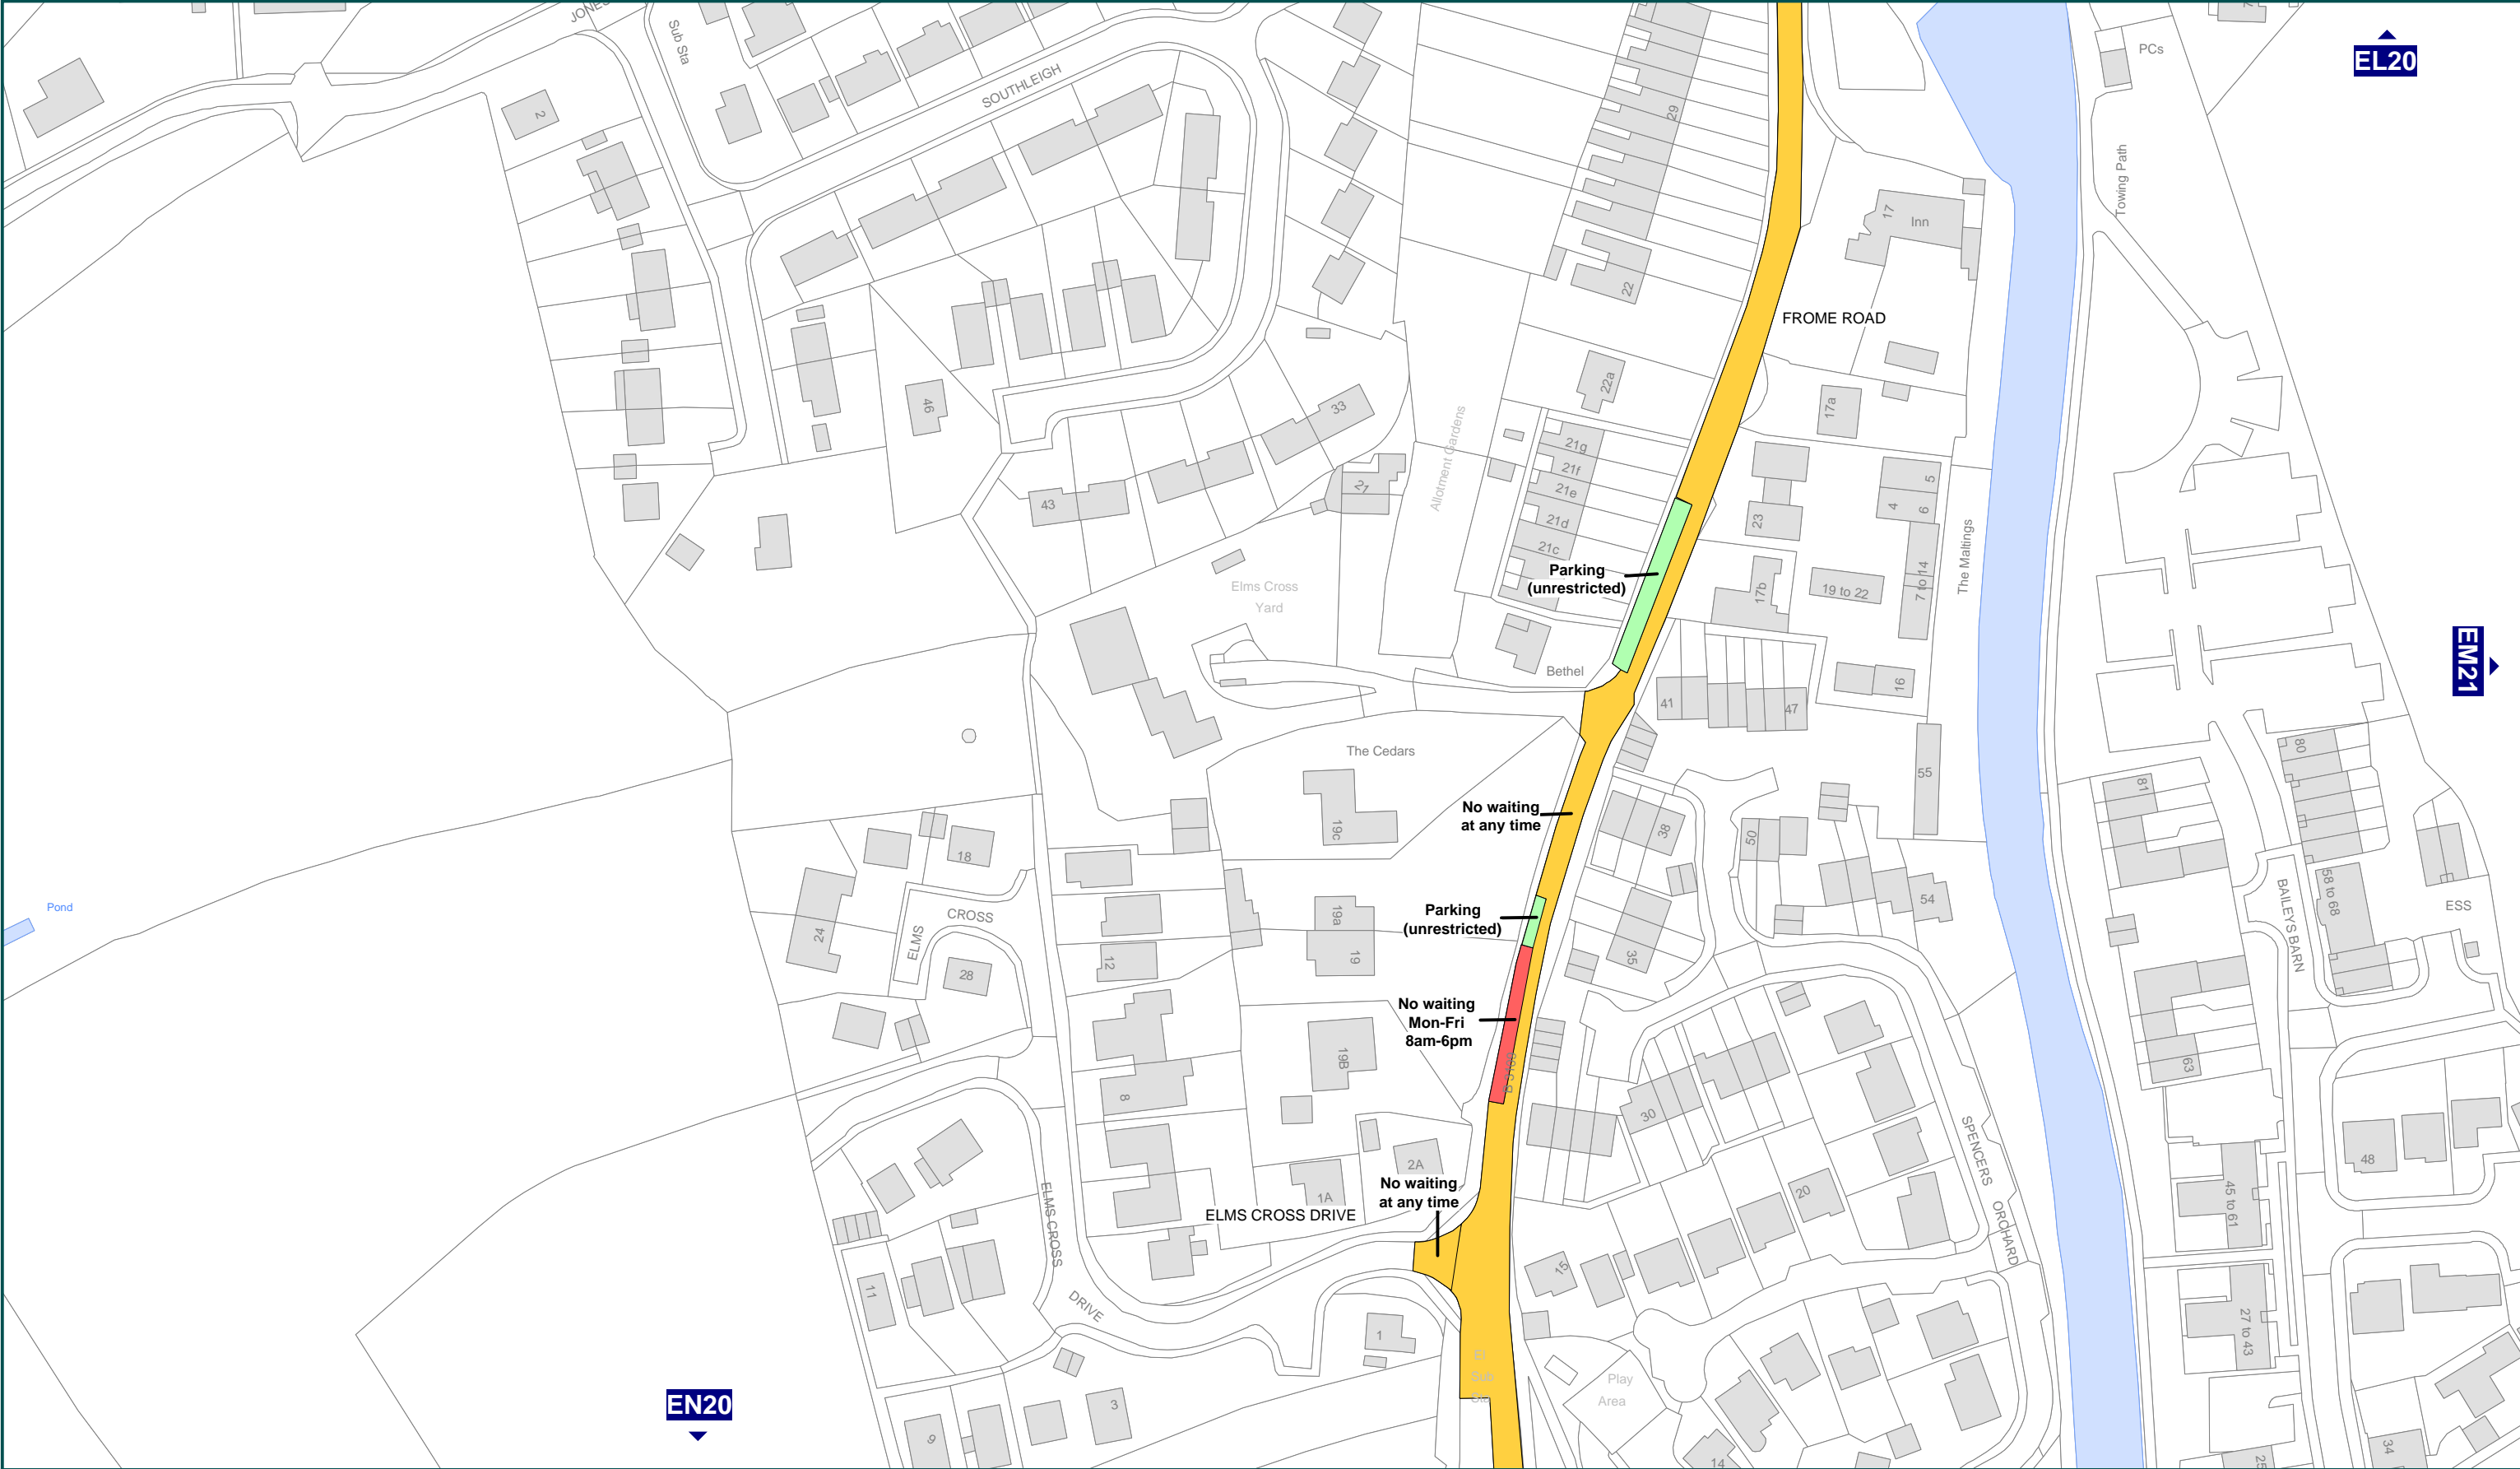 JONES
Sub Sta
PCs
EL20
SOUTHLEIGH
2
29
Towing Path
17
Inn
22
FROME ROAD
22a
17a
46
33
Allotment Gardens
21g
21f
21e
21d
21c
21
43
5
4
6
23
The Maltings
Parking
(unrestricted)
Elms Cross
Yard
17b
19 to 22
7 to 14
Bethel
16
EM21
41
47
The Cedars
80
55
81
No waiting
at any time
19c
38
50
18
58 to 68
Pond
CROSS
ELMS
24
19a
Parking
(unrestricted)
54
ESS
BAILEYS BARN
12
19
35
28
No waiting
Mon-Fri
8am-6pm
19B
63
8
30
SPENCERS ORCHARD
48
2A
No waiting
at any time
1A
20
ELMS CROSS DRIVE
45 to 61
ELMS CROSS
15
11
DRIVE
1
27 to 43
El
Sub
Sta
Play
Area
EN20
3
9
34
14
25